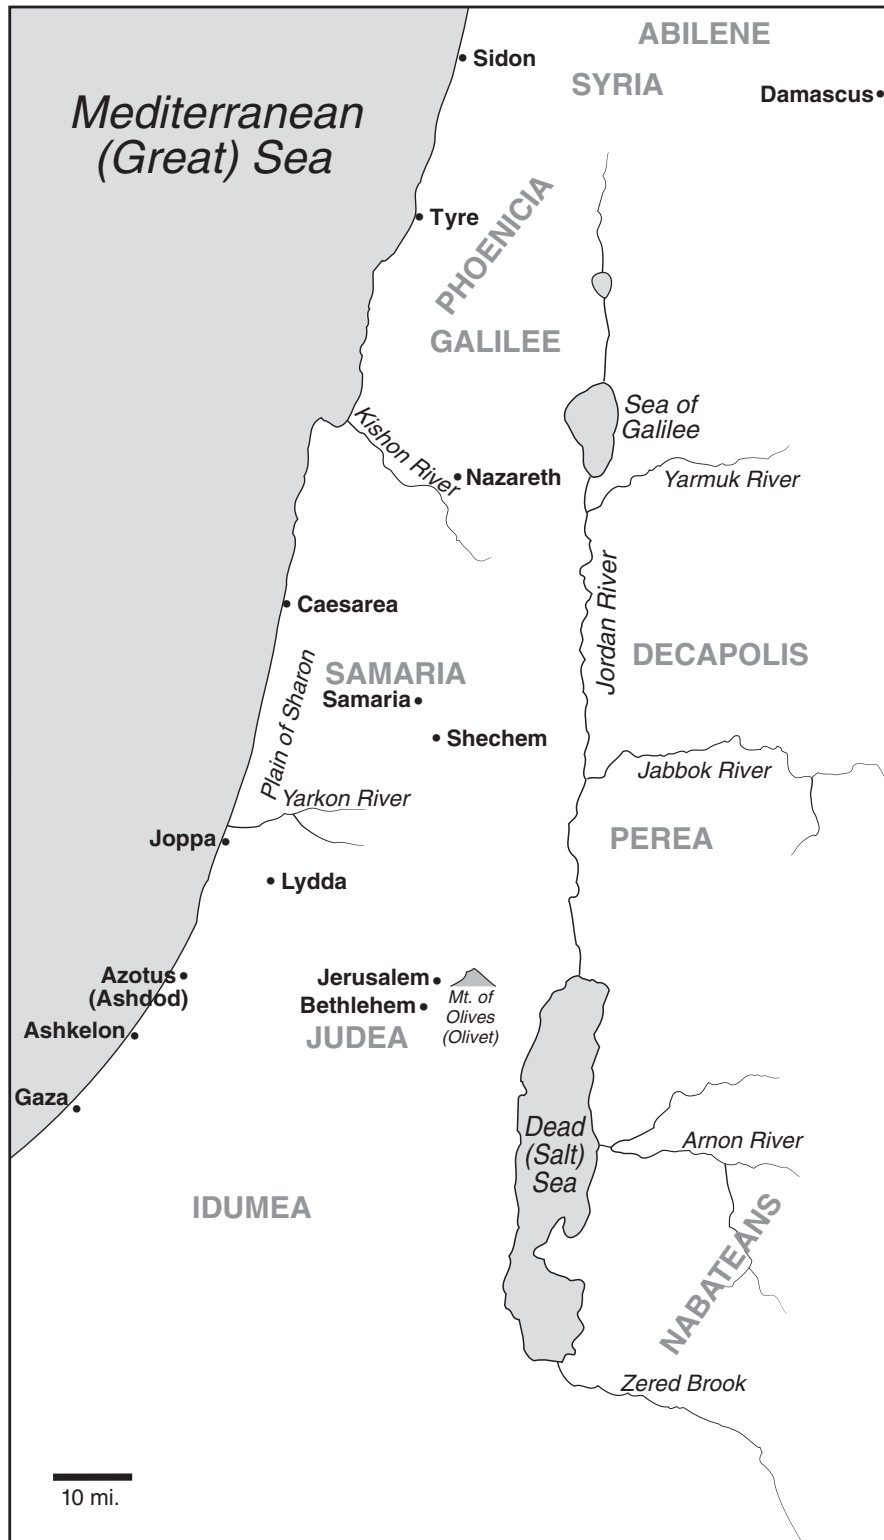 ABILENE
Sidon
SYRIA
Damascus
Mediterranean
(Great) Sea
Tyre
PHOENICIA
GALILEE
Sea of
Galilee
Kishon River
Nazareth
Yarmuk River
Jordan River
Caesarea
DECAPOLIS
Plain of Sharon
SAMARIA
Samaria
Shechem
Jabbok River
Yarkon River
Joppa
PEREA
Lydda
Azotus
(Ashdod)
Jerusalem
Bethlehem
Mt. of
Olives
(Olivet)
Ashkelon
JUDEA
Gaza
Dead
(Salt)
Sea
Arnon River
IDUMEA
NABATEANS
Zered Brook
10 mi.